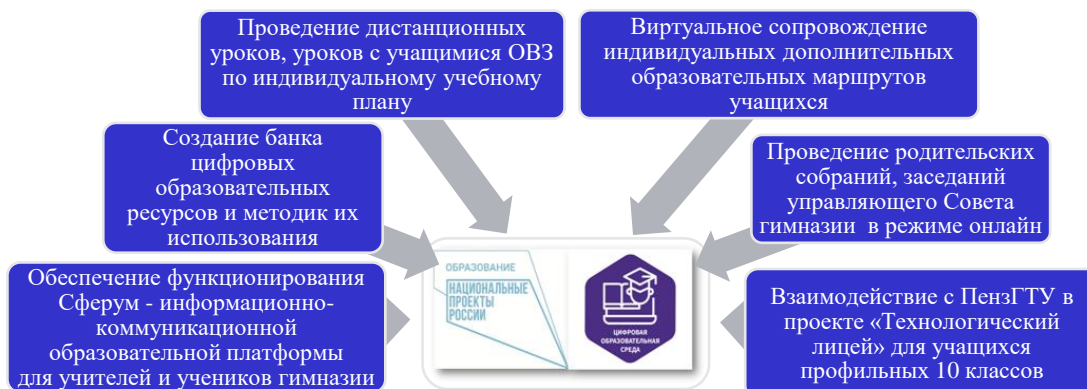 Проведение дистанционных
уроков, уроков с учащимися ОВЗ
по индивидуальному учебному
плану
Виртуальное сопровождение
индивидуальных дополнительных
образовательных маршрутов
учащихся
Создание банка
цифровых
образовательных
ресурсов и методик их
использования
Проведение родительских
собраний, заседаний
управляющего Совета
гимназии в режиме онлайн
Обеспечение функционирования
Сферум - информационно-
коммуникационной
образовательной платформы
для учителей и учеников гимназии
ОБРАЗОВАНИЕ
НАЦИОНАЛЬНЫЕ
ПРОЕКТЫ
РОССИИ
ЦИФРОВАЯ
ОБРАЗОВАТЕЛЬНАЯ
СРЕДА
Взаимодействие с ПензГТУ в
проекте «Технологический
лицей» для учащихся
профильных 10 классов